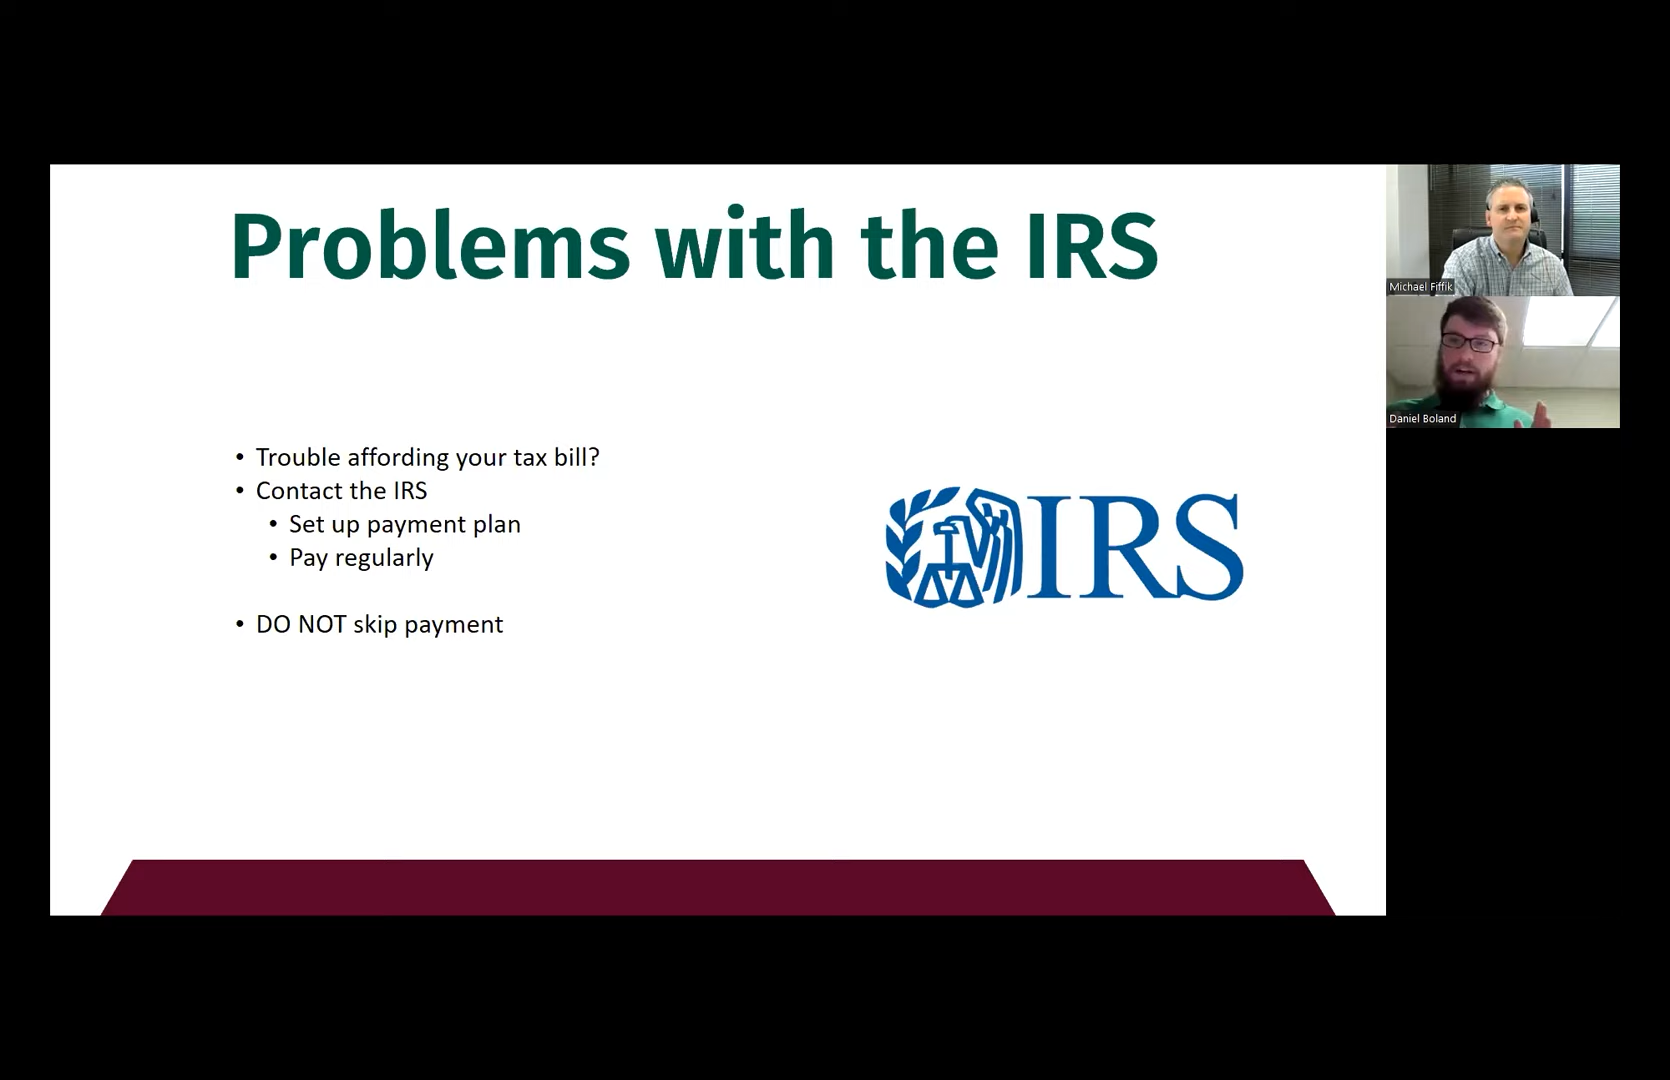 Problems with the IRS
• Trouble affording your tax bill?
• Contact the IRS
• Set up payment plan
• Pay regularly
• DO NOT skip payment
IRS
Michael Fiffik
Daniel Boland